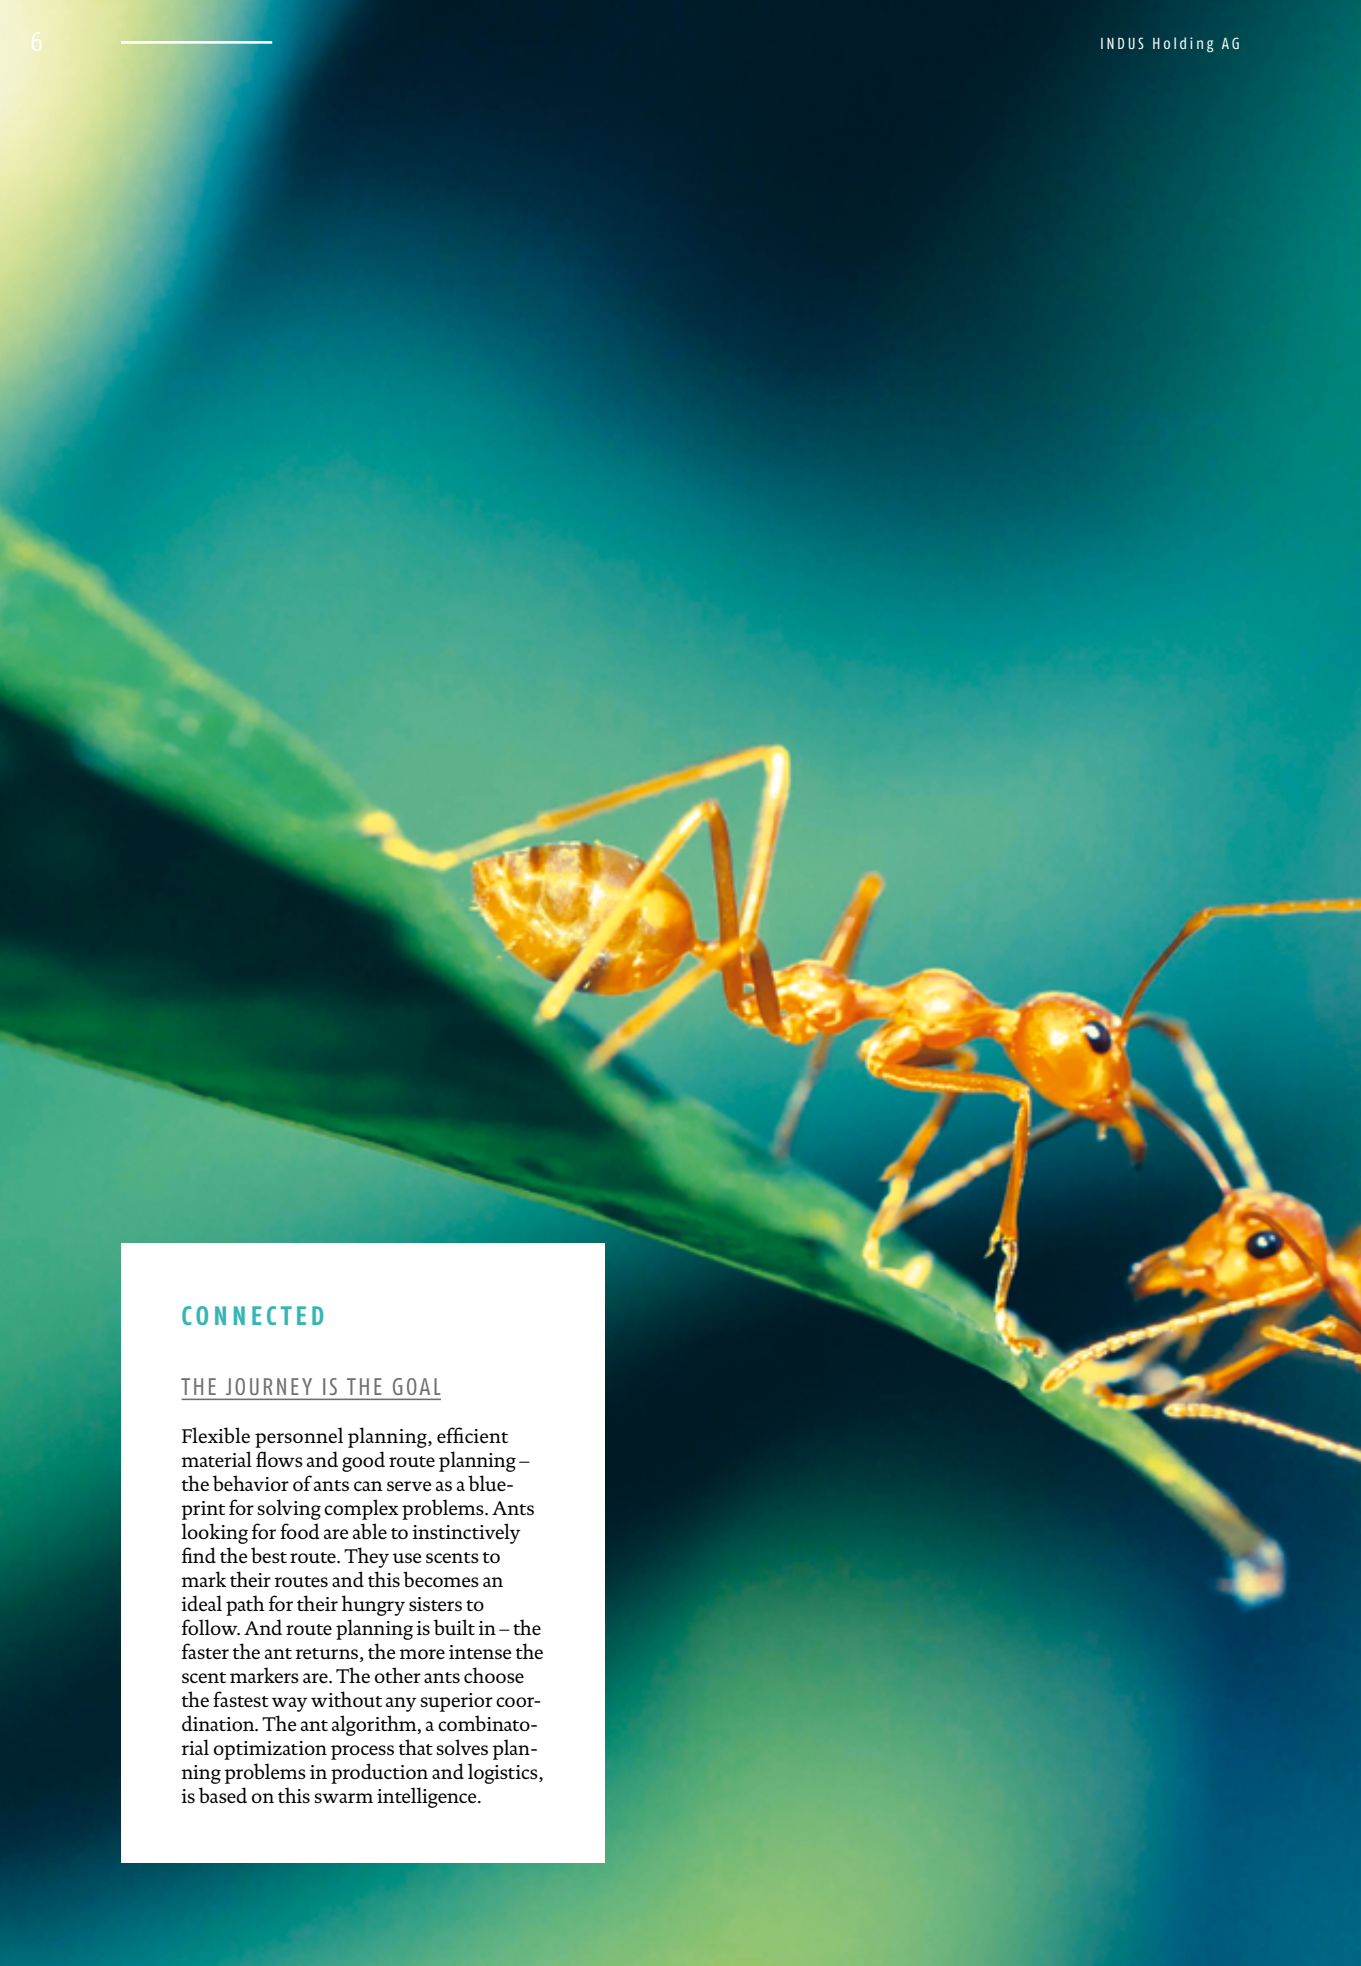 6
INDUS Holding AG
CONNECTED
THE JOURNEY IS THE GOAL
Flexible personnel planning, efficient
material flows and good route planning –
the behavior of ants can serve as a blue-
print for solving complex problems. Ants
looking for food are able to instinctively
find the best route. They use scents to
mark their routes and this becomes an
ideal path for their hungry sisters to
follow. And route planning is built in – the
faster the ant returns, the more intense the
scent markers are. The other ants choose
the fastest way without any superior coor-
dination. The ant algorithm, a combinato-
rial optimization process that solves plan-
ning problems in production and logistics,
is based on this swarm intelligence.